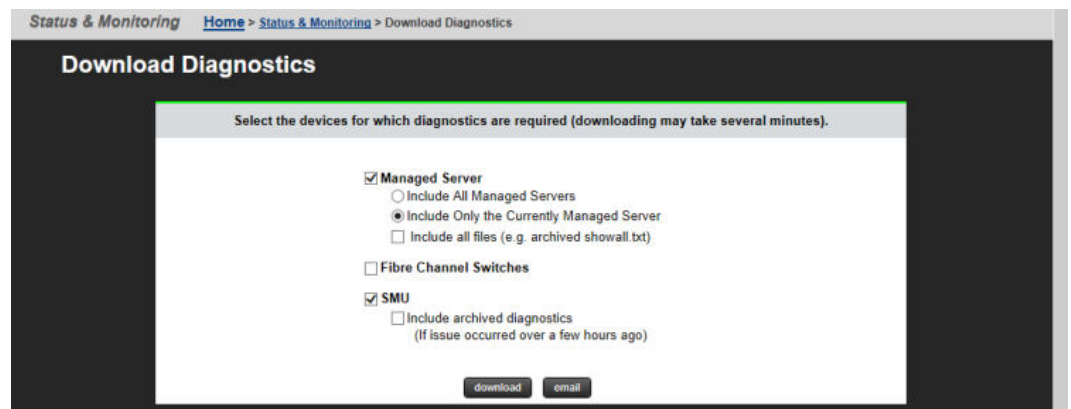 Status & Monitoring Home > Status & Monitoring > Download Diagnostics
Download Diagnostics
Select the devices for which diagnostics are required (downloading may take several minutes).
Managed Server
Include All Managed Servers
Include Only the Currently Managed Server
Include all files (e.g. archived showall.txt)
Fibre Channel Switches
SMU
Include archived diagnostics
(If issue occurred over a few hours ago)
download email